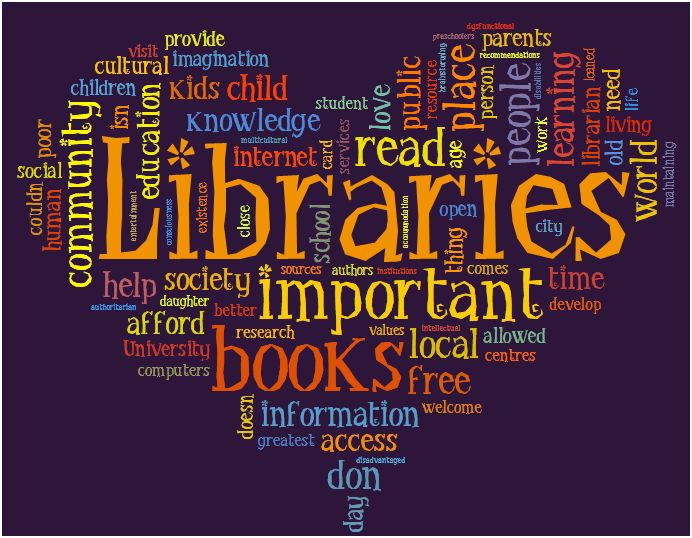 dysfunctional
provide
preschoolers
parents
visit
imagination
recommendations
cultural
brainstorming
children
kids
child
public
resource
place
person
people
disabilities
learning
loaned
need
student
love
life
knowledge
work
librarian
living
isn
education
multicultural
internet
card
services
read
age
old
world
maintaining
poor
social
community
couldn
human
Libraries
entertainment
consciousness
existence
close
school
accommodation
open
city
thing
help
society
sources
authors
institutions
comes
time
important
authoritarian
daughter
better
develop
afford
research
values
intellectual
local
allowed
University
books
centres
computers
free
doesn
information
welcome
greatest
access
disadvantaged
don
day